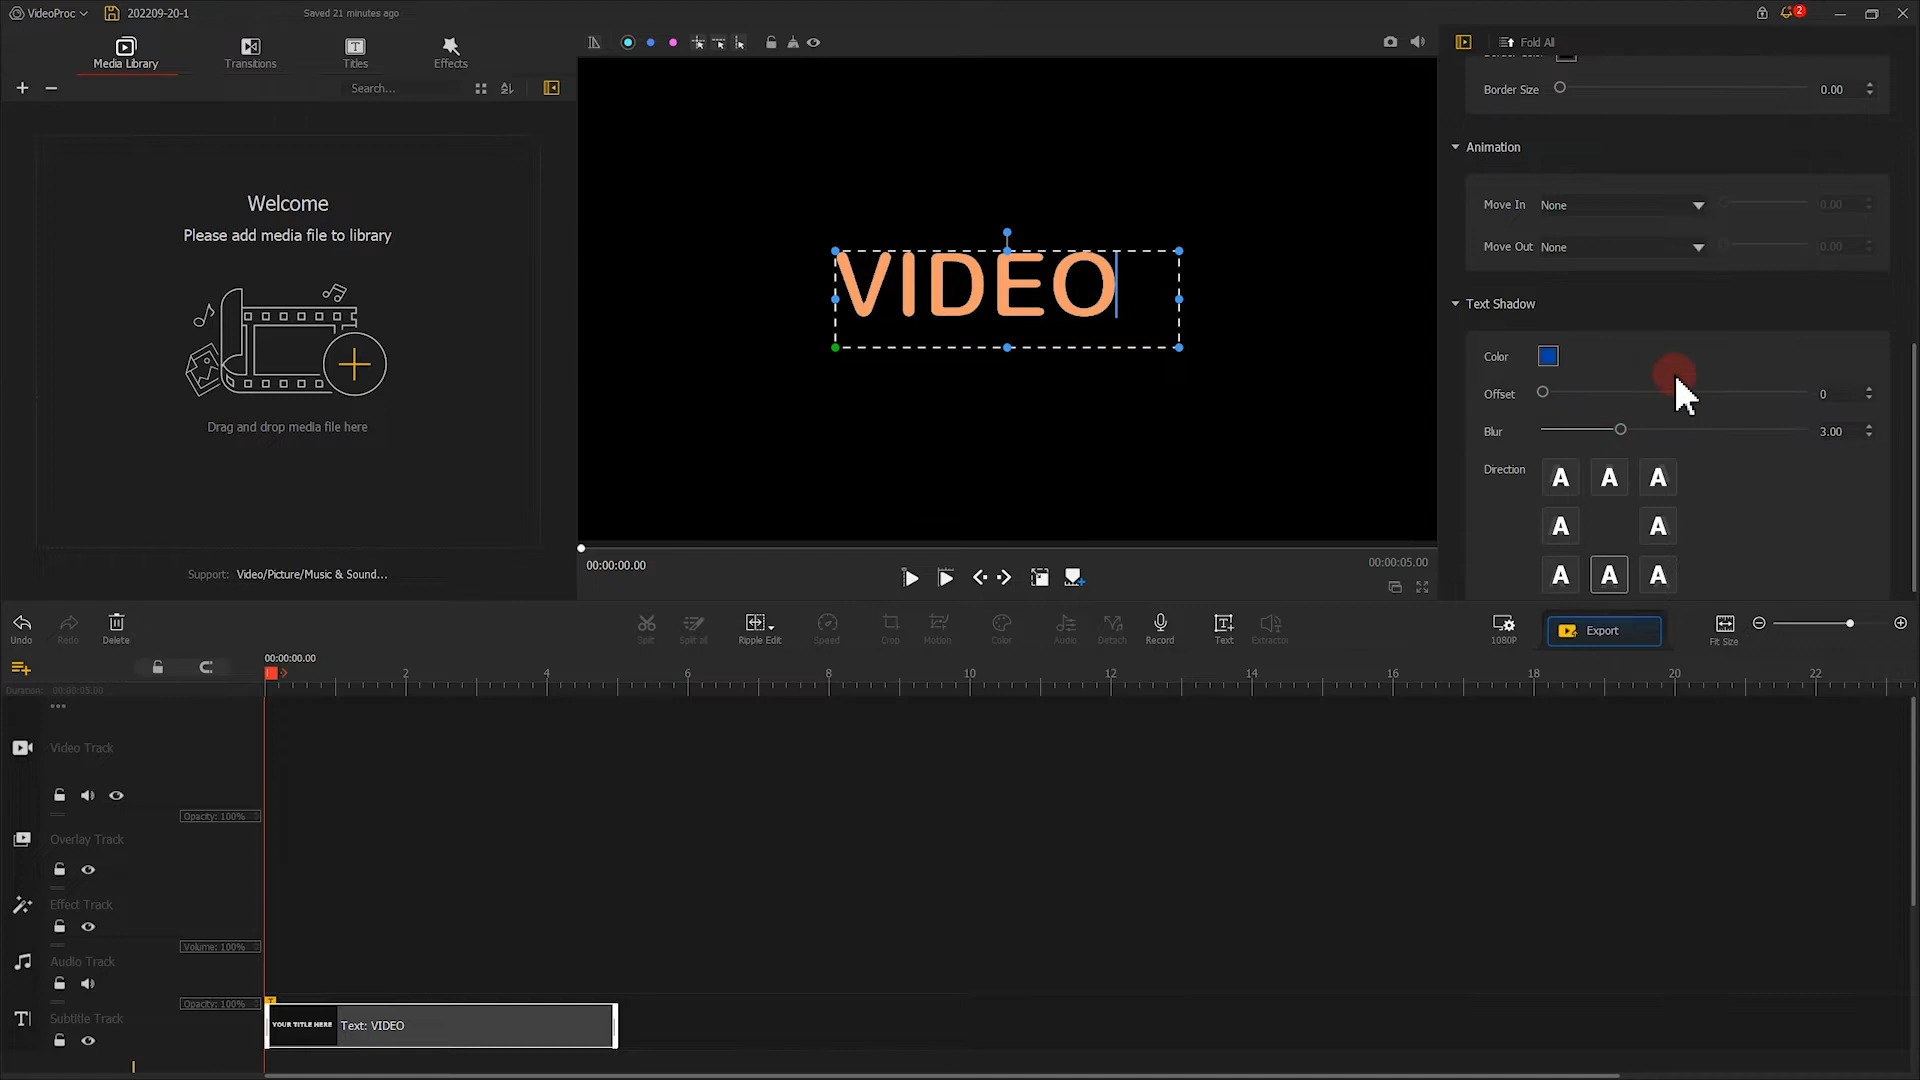 VideoProc
202209-20-1
Saved 21 minutes ago
2
Media Library
Transitions
Titles
Effects
Search...
Fold All
Border Size
0.00
Animation
Move In
None
0.00
Move Out
None
0.00
Text Shadow
Color
Offset
0
Blur
3.00
Direction
A A A
A A
A A A
Welcome
Please add media file to library
Drag and drop media file here
Support: Video/Picture/Music & Sound...
VIDEO
00:00:00.00
00:00:05.00
Undo
Redo
Delete
Split
Split all
Ripple Edit
Speed
Crop
Motion
Color
Audio
Detach
Record
Text
Extractor
1080P
Export
Fit Size
00:00:00.00
2 4 6 8 10 12 14 16 18 20 22
Duration: 00:00:05.00
Video Track
Opacity: 100%
Overlay Track
Effect Track
Volume: 100%
Audio Track
Opacity: 100%
Subtitle Track
YOUR TITLE HERE
Text: VIDEO